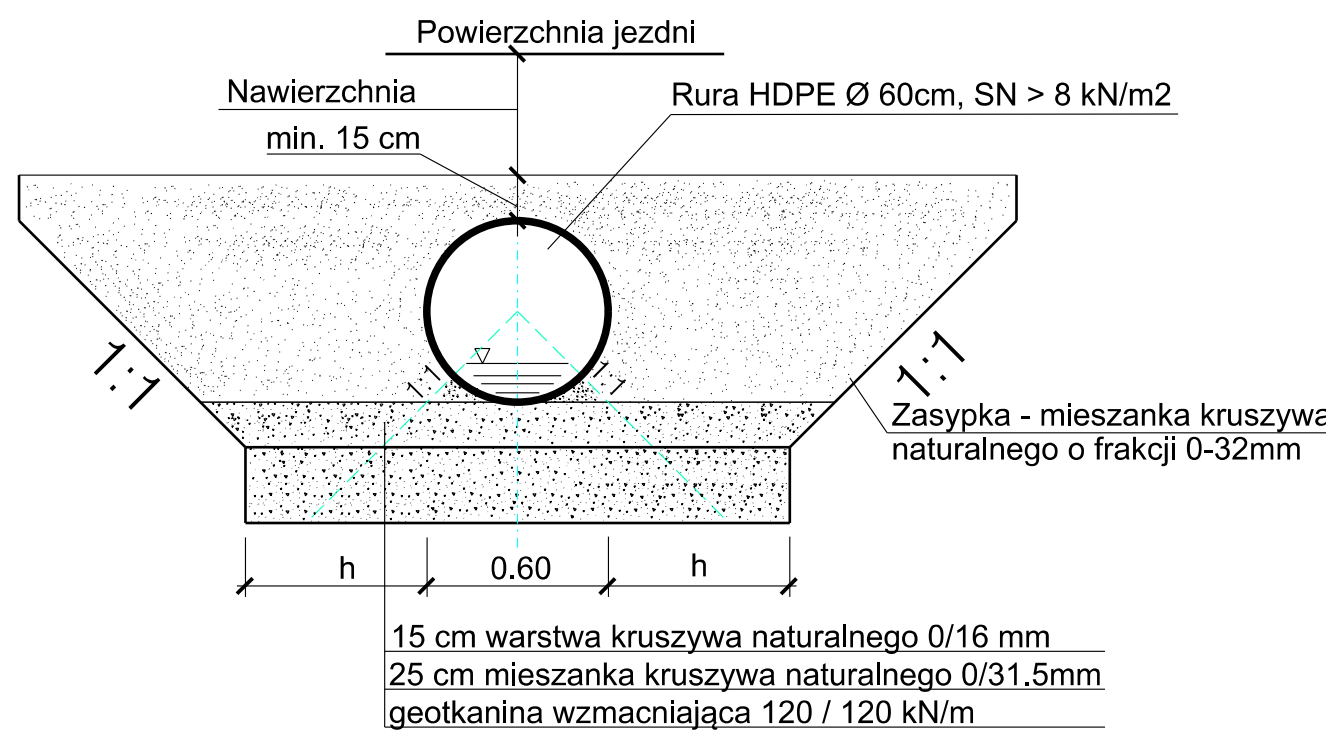 Powierzchnia jezdni
Nawierzchnia
Rura HDPE Ø 60cm, SN > 8 kN/m2
min. 15 cm
1:1
1:1
1:1
1:1
Zasypka - mieszanka kruszywa
naturalnego o frakcji 0-32mm
h
0.60
h
15 cm warstwa kruszywa naturalnego 0/16 mm
25 cm mieszanka kruszywa naturalnego 0/31.5mm
geotkanina wzmacniająca 120 / 120 kN/m